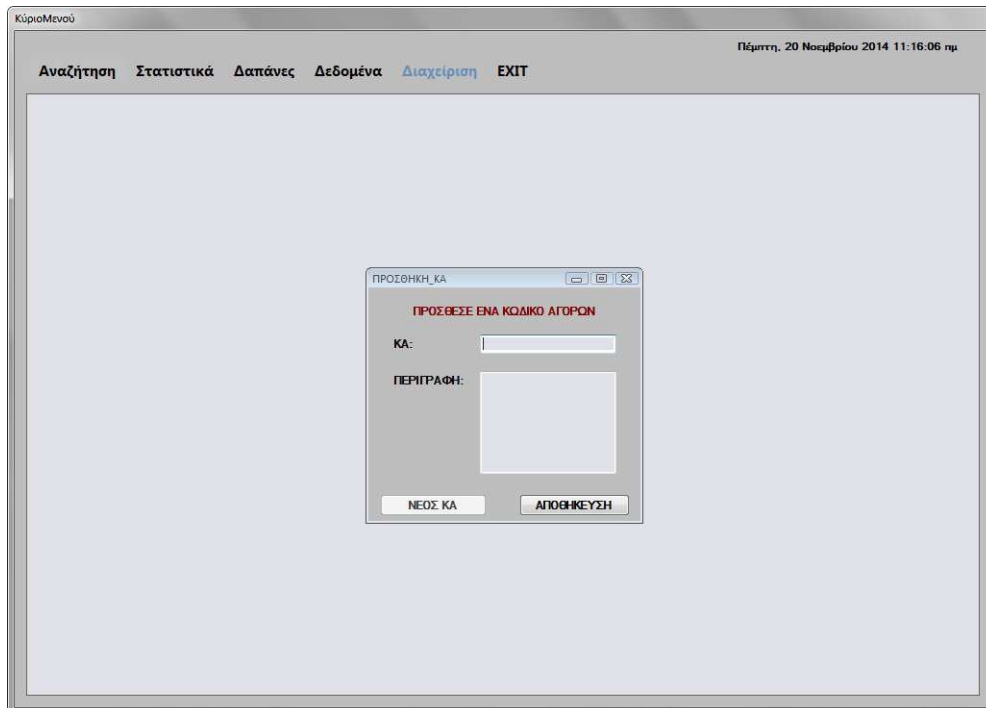 ΚύριοΜενού
Πέμπτη, 20 Νοεμβρίου 2014 11:16:06 πμ
Αναζήτηση Στατιστικά Δαπάνες Δεδομένα Διαχείριση EXIT
ΠΡΟΣΘΗΚΗ_ΚΑ
ΠΡΟΣΘΕΣΕ ΕΝΑ ΚΩΔΙΚΟ ΑΓΟΡΩΝ
ΚΑ:
ΠΕΡΙΓΡΑΦΗ:
ΝΕΟΣ ΚΑ ΑΠΟΘΗΚΕΥΣΗ